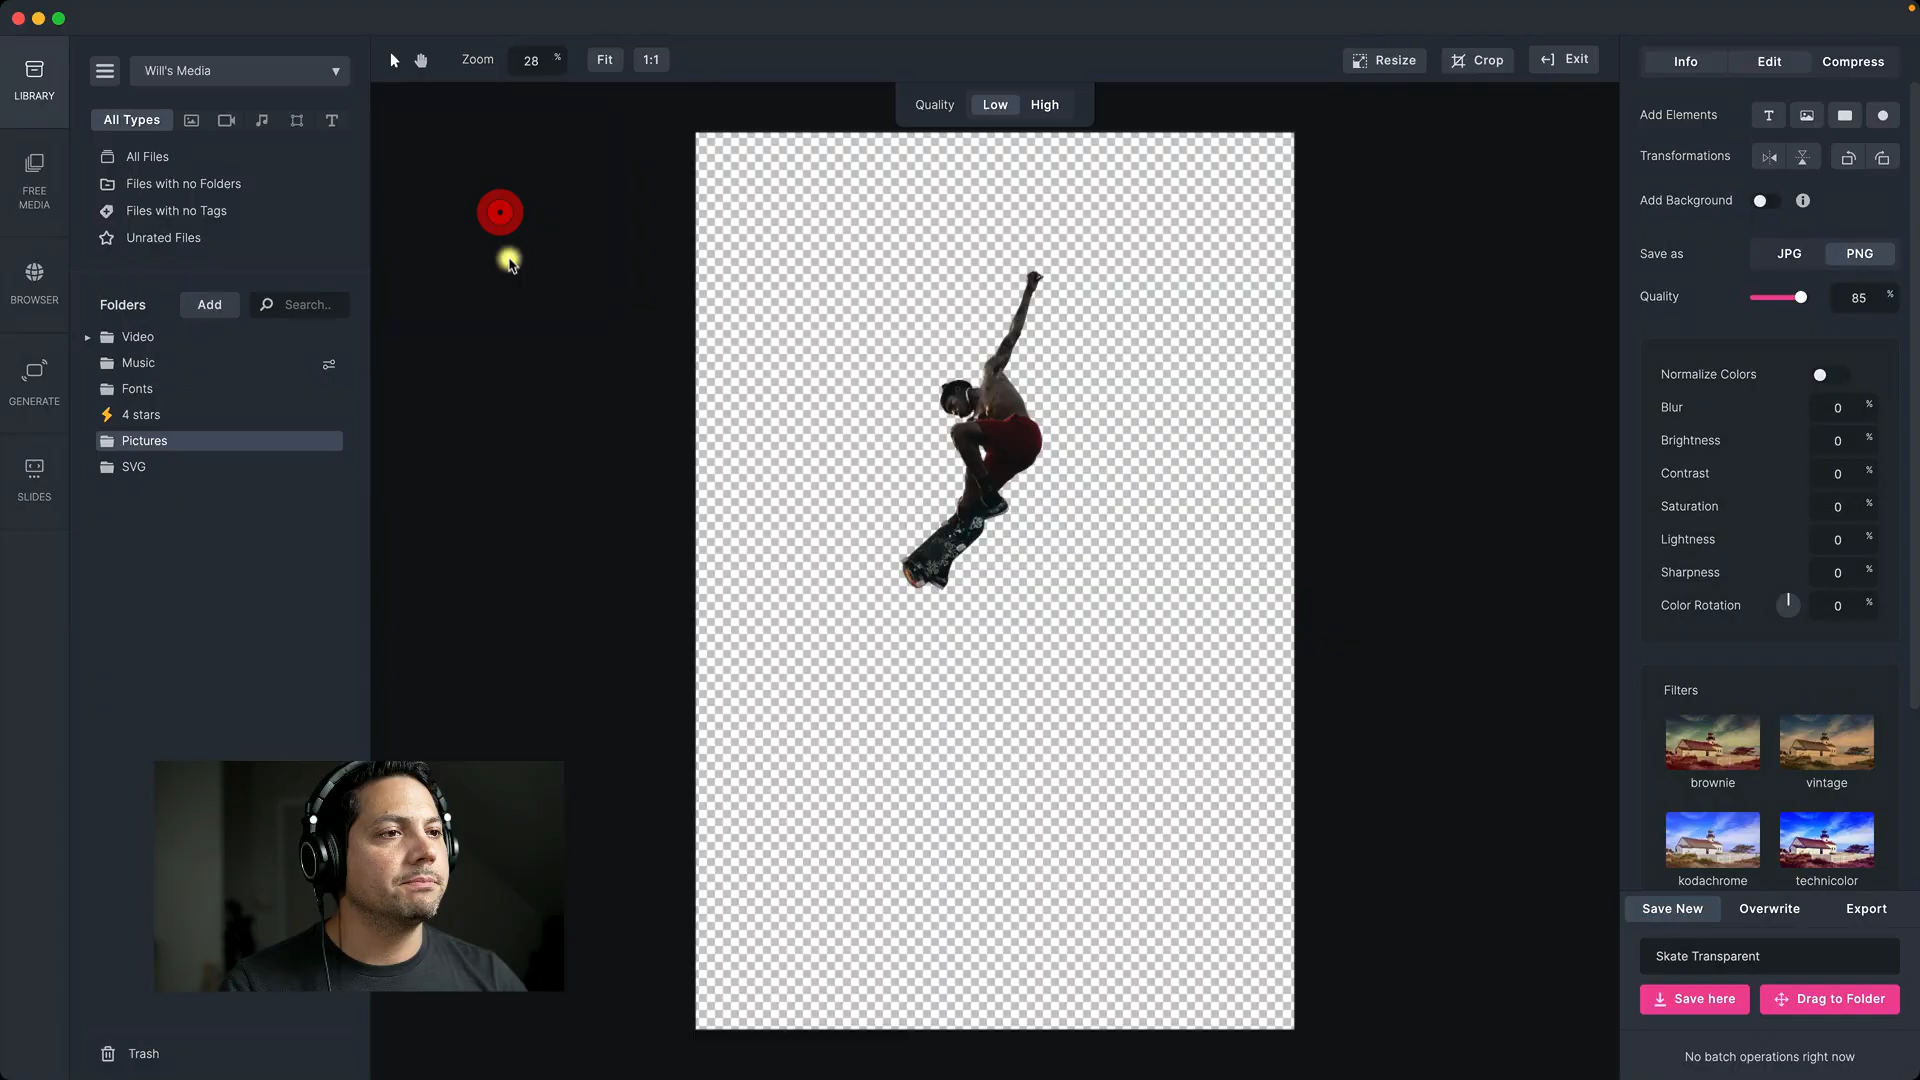 LIBRARY
FREE
MEDIA
BROWSER
GENERATE
SLIDES
Will's Media
All Types
All Files
Files with no Folders
Files with no Tags
Unrated Files
Folders
Add
Search..
Video
Music
Fonts
4 stars
Pictures
SVG
Trash
Zoom 28 %
Fit
1:1
Resize
Crop
Exit
Quality Low High
Info Edit Compress
Add Elements
Transformations
Add Background
Save as JPG PNG
Quality 85 %
Normalize Colors
Blur 0 %
Brightness 0 %
Contrast 0 %
Saturation 0 %
Lightness 0 %
Sharpness 0 %
Color Rotation 0 %
Filters
brownie vintage
kodachrome technicolor
Save New Overwrite Export
Skate Transparent
Save here Drag to Folder
No batch operations right now